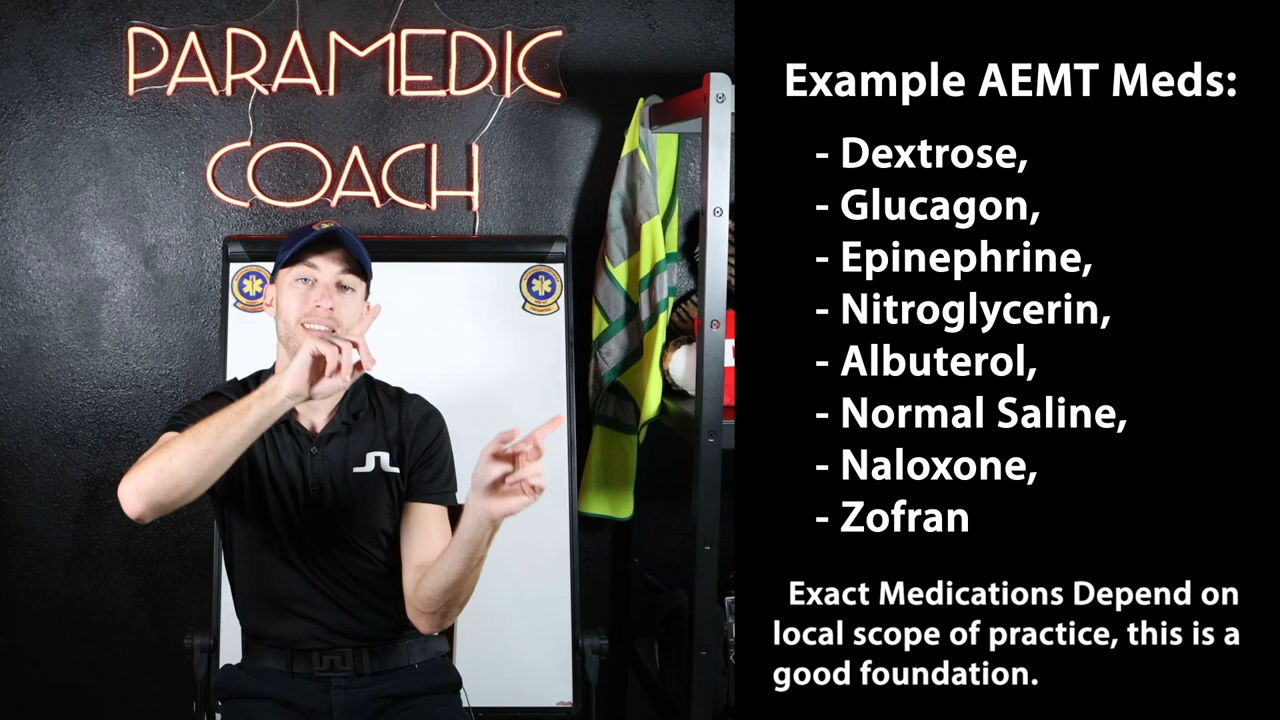 PARAMEDIC
COACH
Example AEMT Meds:
- Dextrose,
- Glucagon,
- Epinephrine,
- Nitroglycerin,
- Albuterol,
- Normal Saline,
- Naloxone,
- Zofran
Exact Medications Depend on
local scope of practice, this is a
good foundation.